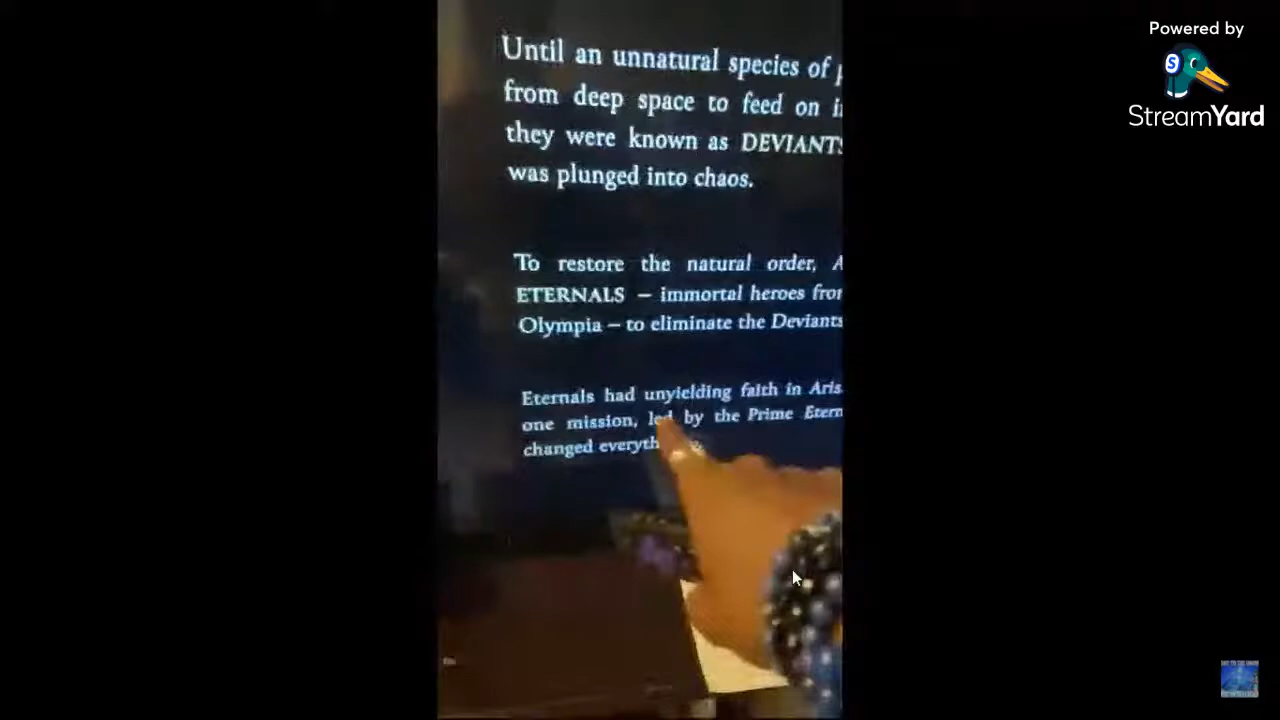 Until an unnatural species of
from deep space to feed on
they were known as DEVIANTS
was plunged into chaos.
To restore the natural order,
ETERNALS – immortal heroes
Olympia – to eliminate the Deviants
Eternals had unyielding faith in
one mission, led by the Prime
changed
Powered by
StreamYard